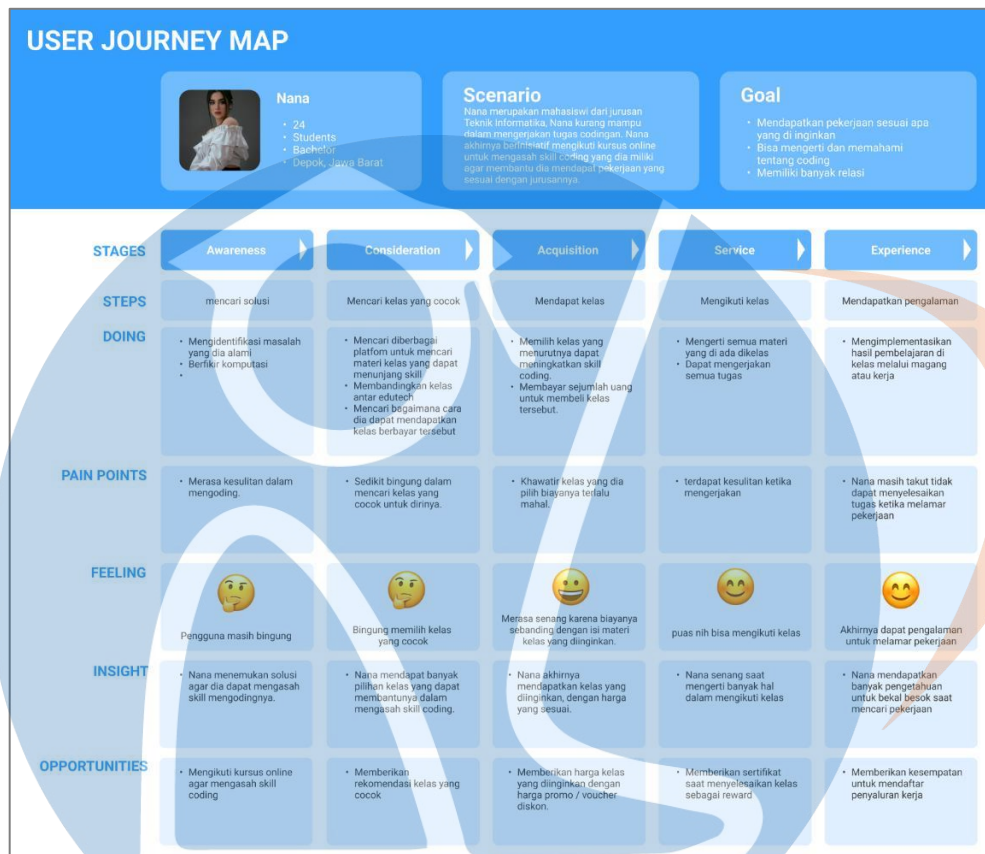 USER JOURNEY MAP
Nana
• 24
• Students
• Bachelor
• Depok, Jawa Barat
Scenario
Nana merupakan mahasiswi dari jurusan
Teknik Informatika, Nana kurang mampu
dalam mengerjakan tugas codingan. Nana
akhirnya berinisiatif mengikuti kursus online
untuk mengasah skill coding yang dia miliki
agar membantu dia mendapat pekerjaan yang
sesuai dengan jurusannya.
Goal
• Mendapatkan pekerjaan sesuai apa
yang di inginkan
• Bisa mengerti dan memahami
tentang coding
• Memiliki banyak relasi
STAGES
Awareness
Consideration
Acquisition
Service
Experience
STEPS
mencari solusi
Mencari kelas yang cocok
Mendapat kelas
Mengikuti kelas
Mendapatkan pengalaman
DOING
• Mengidentifikasi masalah
yang dia alami
• Berfikir komputasi
•
• Mencari diberbagai
platfom untuk mencari
materi kelas yang dapat
menunjang skill
• Membandingkan kelas
antar edutech
• Mencari bagaimana cara
dia dapat mendapatkan
kelas berbayar tersebut
• Memilih kelas yang
menurutnya dapat
meningkatkan skill
coding.
• Membayar sejumlah uang
untuk membeli kelas
tersebut.
• Mengerti semua materi
yang di ada dikelas
• Dapat mengerjakan
semua tugas
• Mengimplementasikan
hasil pembelajaran di
kelas melalui magang
atau kerja
PAIN POINTS
• Merasa kesulitan dalam
mengoding.
• Sedikit bingung dalam
mencari kelas yang
cocok untuk dirinya.
• Khawatir kelas yang dia
pilih biayanya terlalu
mahal.
• terdapat kesulitan ketika
mengerjakan
• Nana masih takut tidak
dapat menyelesaikan
tugas ketika melamar
pekerjaan
FEELING
Pengguna masih bingung
Bingung memilih kelas
yang cocok
Merasa senang karena biayanya
sebanding dengan isi materi
kelas yang diinginkan.
puas nih bisa mengikuti kelas
Akhirnya dapat pengalaman
untuk melamar pekerjaan
INSIGHT
• Nana menemukan solusi
agar dia dapat mengasah
skill mengodingnya.
• Nana mendapat banyak
pilihan kelas yang dapat
membantunya dalam
mengasah skill coding.
• Nana akhirnya
mendapatkan kelas yang
diinginkan, dengan harga
yang sesuai.
• Nana senang saat
mengerti banyak hal
dalam mengikuti kelas
• Nana mendapatkan
banyak pengetahuan
untuk bekal besok saat
mencari pekerjaan
OPPORTUNITIES
• Mengikuti kursus online
agar mengasah skill
coding
• Memberikan
rekomendasi kelas yang
cocok
• Memberikan harga kelas
yang diinginkan dengan
harga promo / voucher
diskon.
• Memberikan sertifikat
saat menyelesaikan kelas
sebagai reward
• Memberikan kesempatan
untuk mendaftar
penyaluran kerja